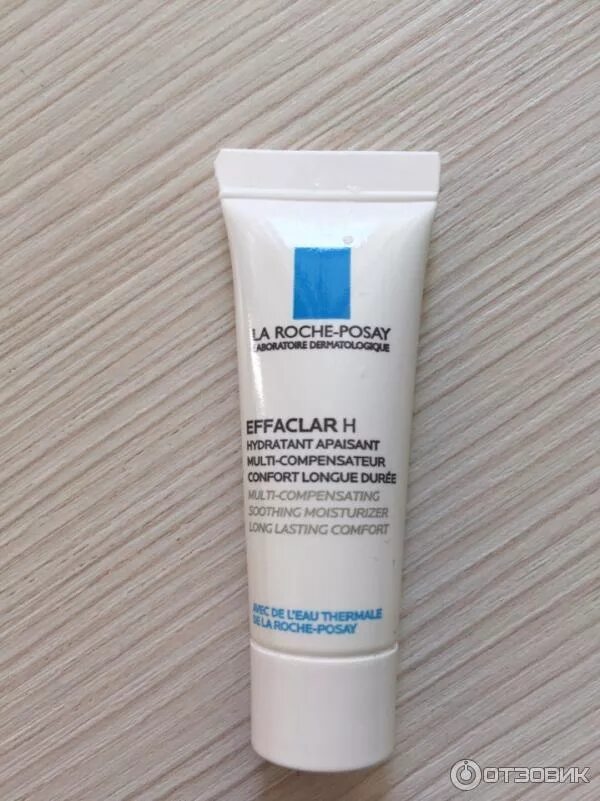 LA ROCHE-POSAY
LABORATOIRE DERMATOLOGIQUE
EFFACLAR H
HYDRATANT APAISANT
MULTI-COMPENSATEUR
CONFORT LONGUE DURÉE
MULTI-COMPENSATING
SOOTHING MOISTURIZER
LONG LASTING COMFORT
AVEC DE L'EAU THERMALE
DE LA ROCHE-POSAY
ОТЗОВИК